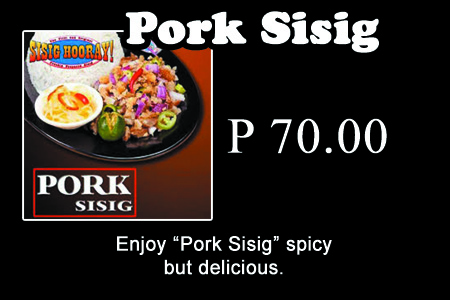 Pork Sisig
SISIG HOORAY!
P 70.00
PORK
SISIG
Enjoy “Pork Sisig” spicy
but delicious.